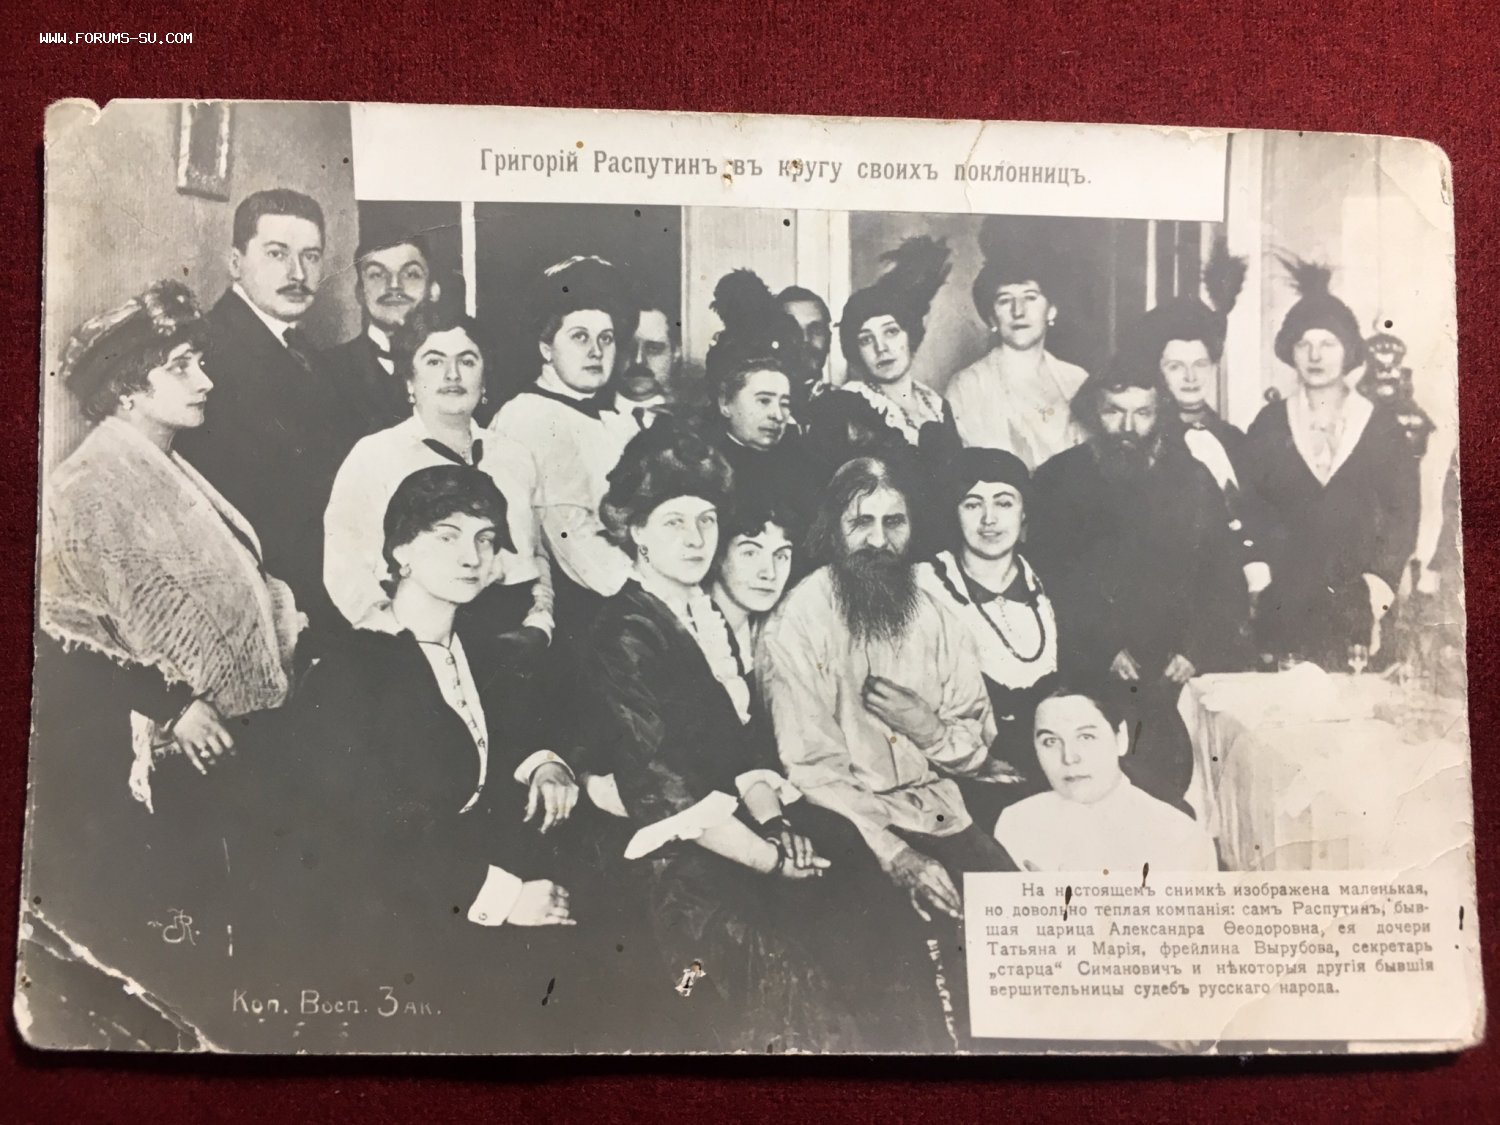 WWW.FORUMS-SU.COM
Григорій Распутинъ въ кругу своихъ поклонницъ.
На настоящемъ снимкѣ изображена маленькая,
но довольно теплая компанія: самъ Распутинъ, быв-
шая царица Александра Ѳеодоровна, ея дочери
Татьяна и Марія, фрейлина Вырубова, секретарь
„старца“ Симановичъ и нѣкоторыя другія бывшія
вершительницы судебъ русскаго народа.
Коп. Восп. Зак.